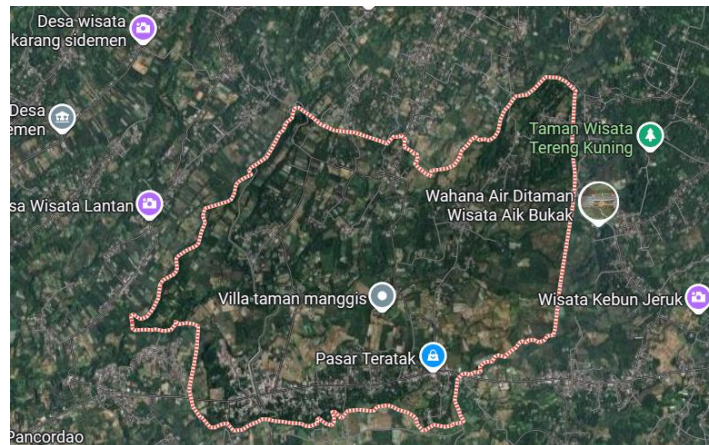 Desa wisata
karang sidemen
Desa
emen
Taman Wisata
Tereng Kuning
sa Wisata Lantan
Wahana Air Ditaman
Wisata Aik Bukak
Villa taman manggis
Wisata Kebun Jeruk
Pasar Teratak
Pancordao